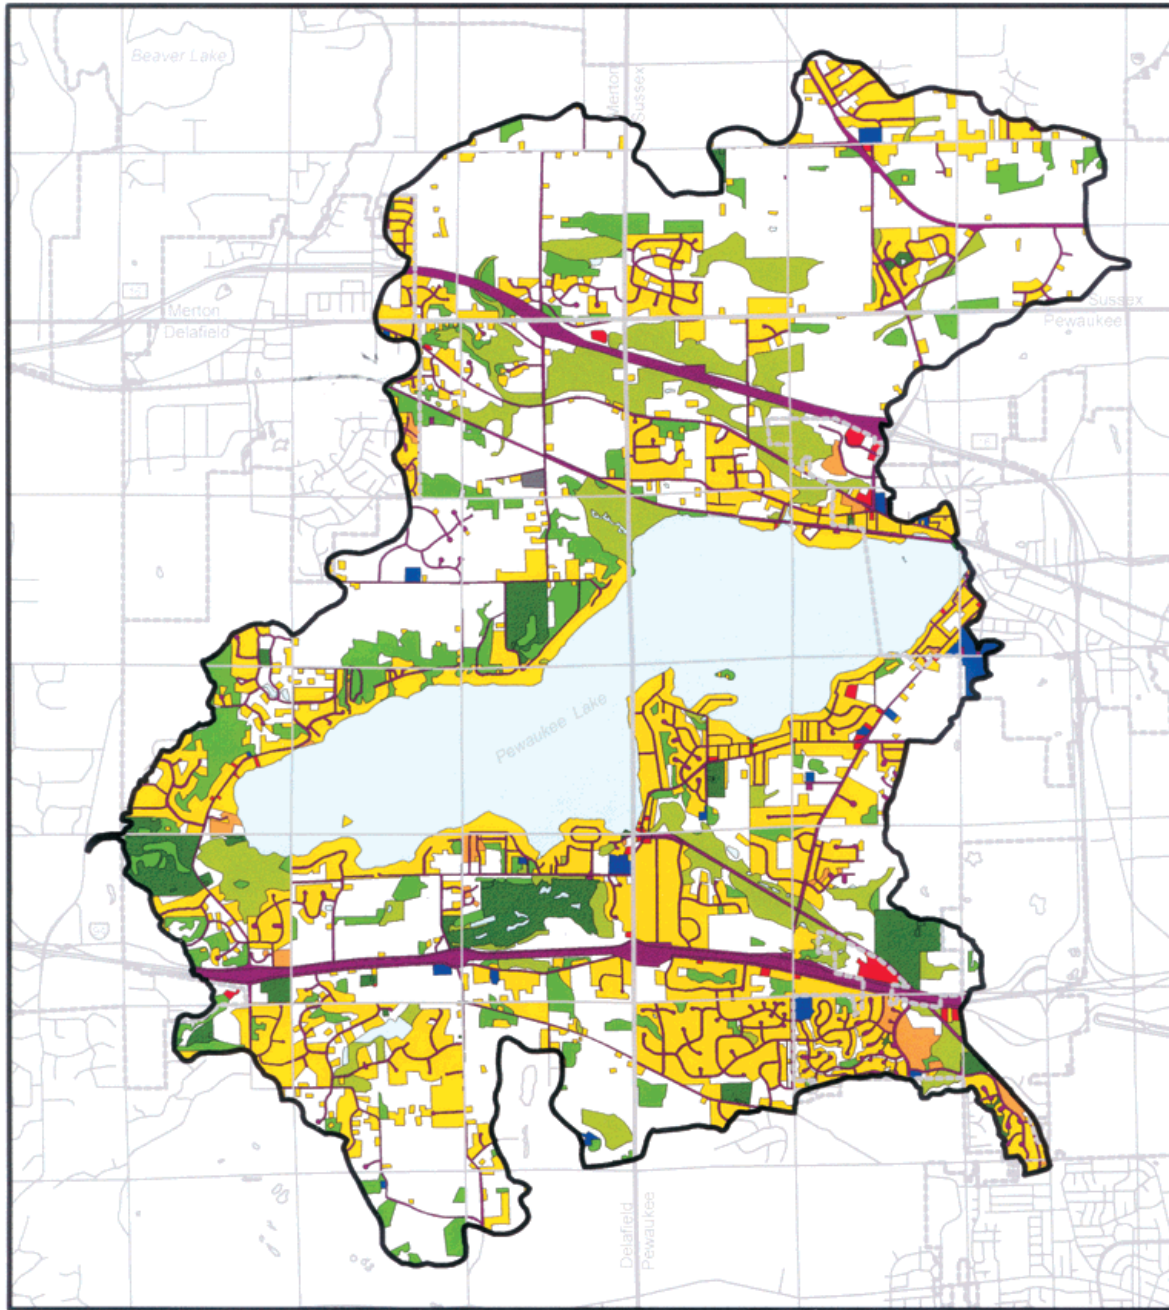 Beaver Lake
Merton
Sussex
Merton
Delafield
Sussex
Pewaukee
Pewaukee Lake
Delafield
Pewaukee